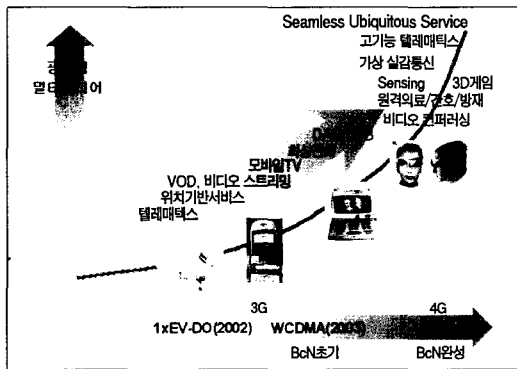 Seamless Ubiquitous Service
고기능 텔레매틱스
가상 실감통신
Sensing 3D게임
원격의료/간호/방재
비디오 컨퍼러싱
모바일TV
VOD, 비디오 스트리밍
위치기반서비스
텔레매텍스
3G 4G
1xEV-DO(2002) WCDMA(2003)
BcN초기 BcN완성